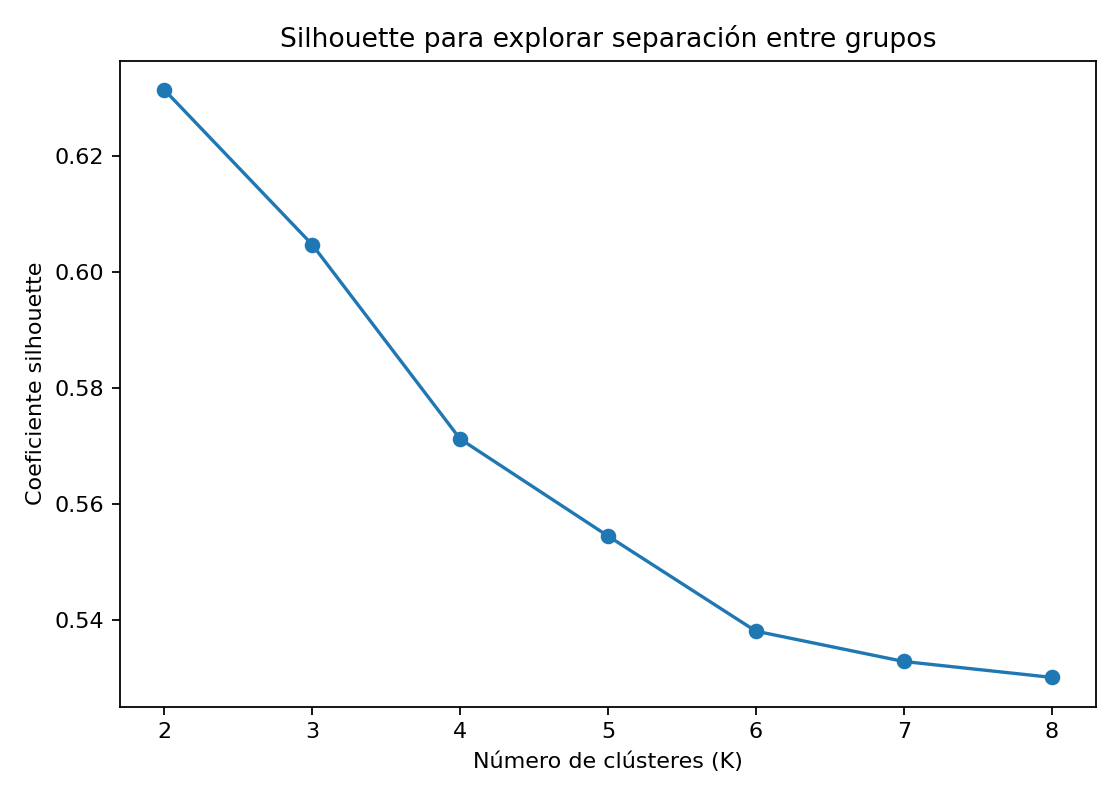 Silhouette para explorar separación entre grupos
Coeficiente silhouette
0.62
0.60
0.58
0.56
0.54
2 3 4 5 6 7 8
Número de clústeres (K)